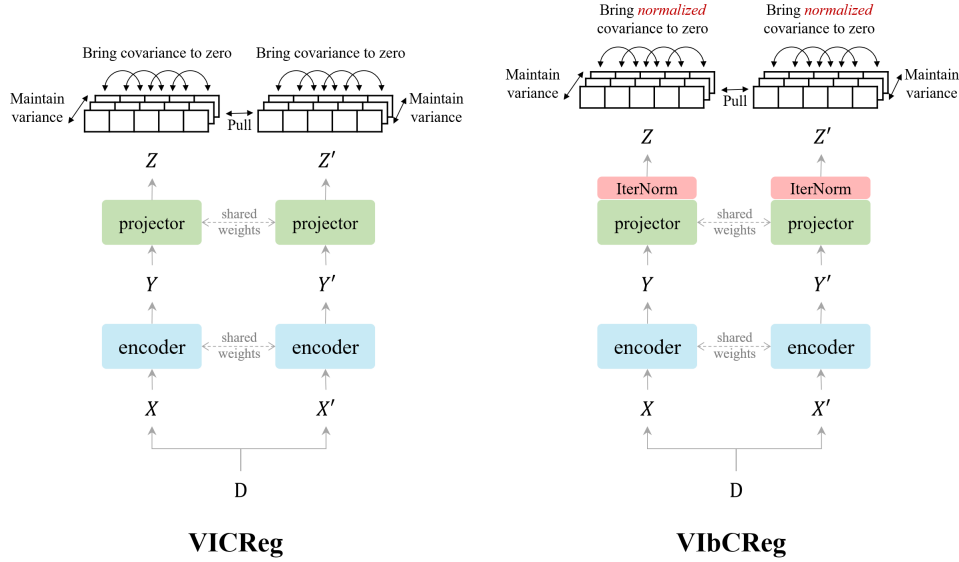 Bring covariance to zero
Bring covariance to zero
Maintain
variance
Pull
Maintain
variance
Z
Z′
projector
shared
weights
projector
Y
Y′
encoder
shared
weights
encoder
X
X′
D
VICReg
Bring normalized
covariance to zero
Bring normalized
covariance to zero
Maintain
variance
Pull
Maintain
variance
Z
Z′
IterNorm
IterNorm
projector
shared
weights
projector
Y
Y′
encoder
shared
weights
encoder
X
X′
D
VIbCReg